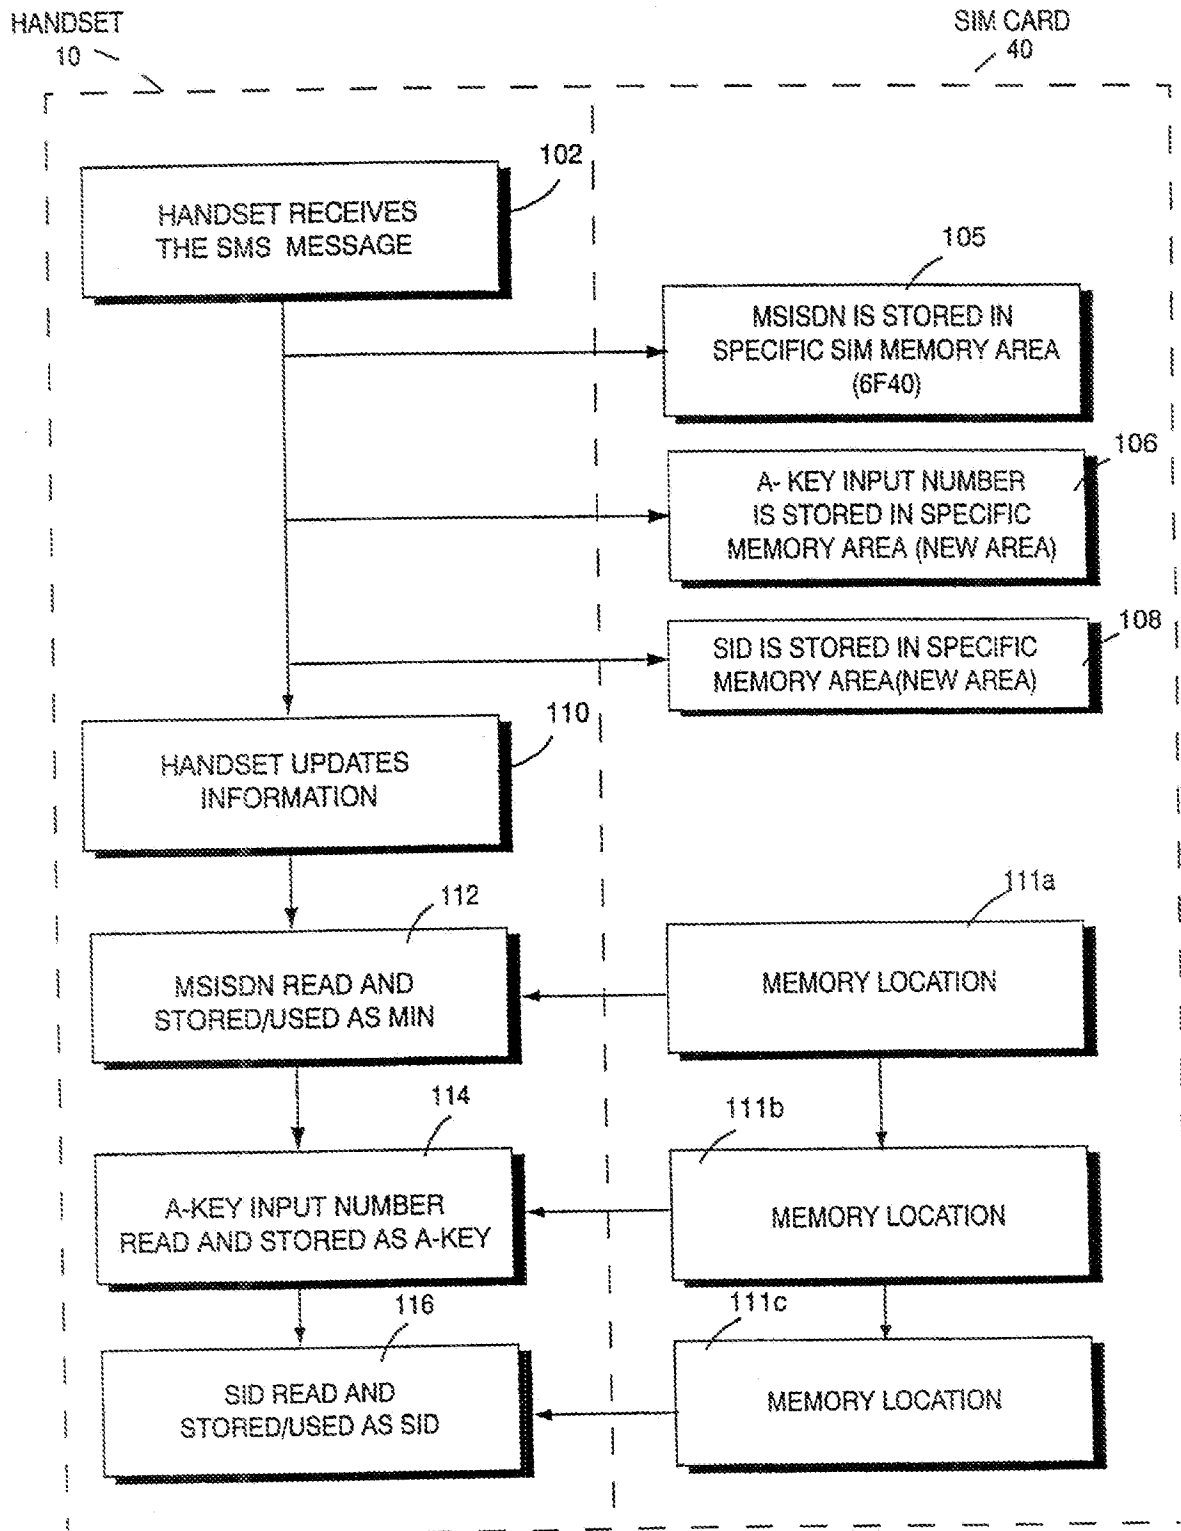 HANDSET
10
SIM CARD
40
102
HANDSET RECEIVES
THE SMS MESSAGE
105
MSISDN IS STORED IN
SPECIFIC SIM MEMORY AREA
(6F40)
106
A- KEY INPUT NUMBER
IS STORED IN SPECIFIC
MEMORY AREA (NEW AREA)
108
SID IS STORED IN SPECIFIC
MEMORY AREA(NEW AREA)
110
HANDSET UPDATES
INFORMATION
112
MSISDN READ AND
STORED/USED AS MIN
111a
MEMORY LOCATION
114
A-KEY INPUT NUMBER
READ AND STORED AS A-KEY
111b
MEMORY LOCATION
116
SID READ AND
STORED/USED AS SID
111c
MEMORY LOCATION